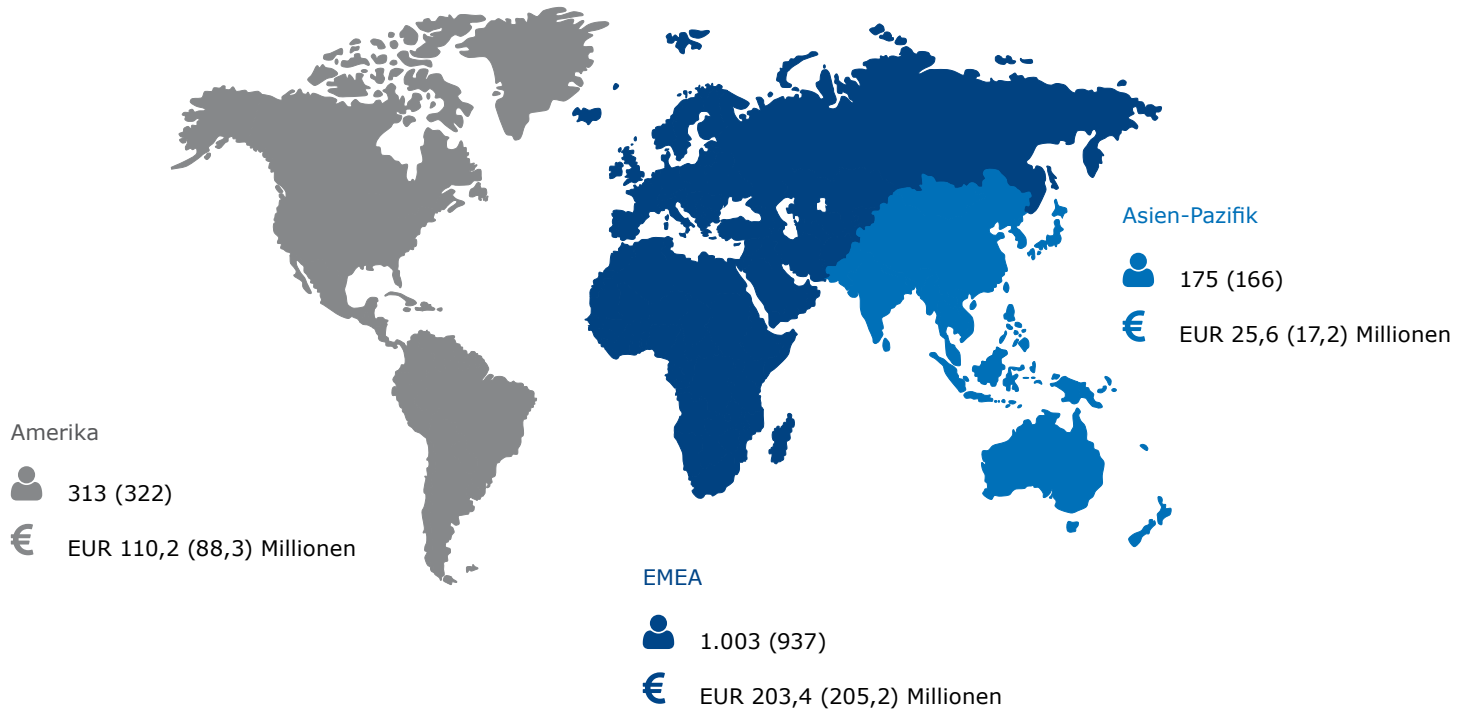 Asien-Pazifik
175 (166)
€ EUR 25,6 (17,2) Millionen
Amerika
313 (322)
€ EUR 110,2 (88,3) Millionen
EMEA
1.003 (937)
€ EUR 203,4 (205,2) Millionen